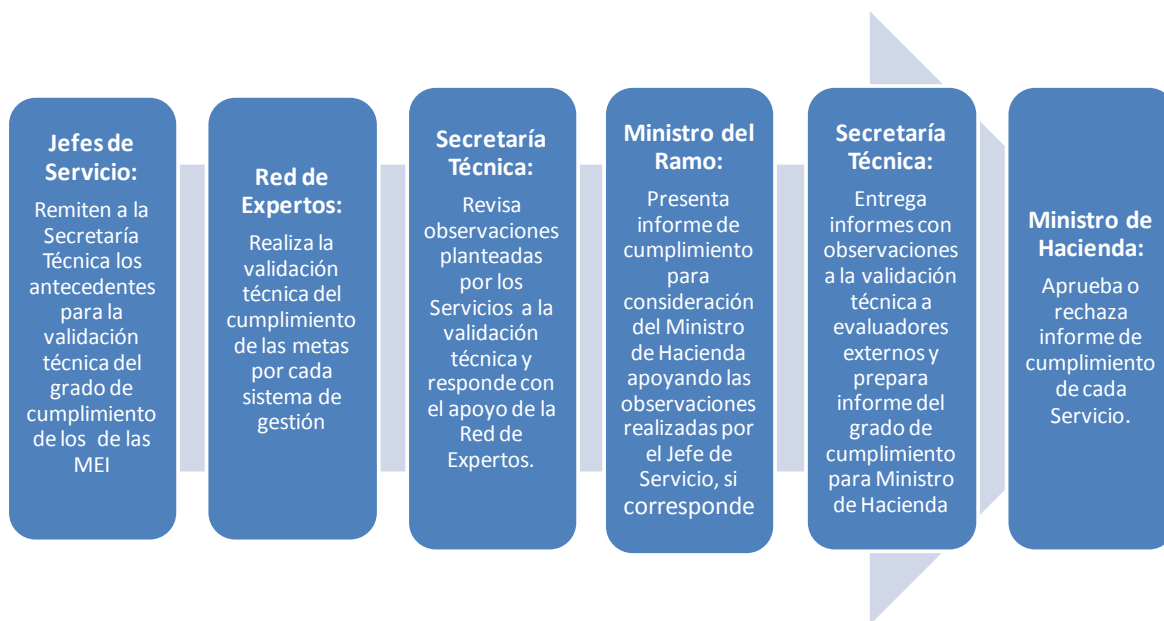 Jefes de
Servicio:
Remiten a la
Secretaría
Técnica los
antecedentes
para la
validación
técnica del
grado de
cumplimiento
de los de las
MEI
Red de
Expertos:
Realiza la
validación
técnica del
cumplimiento
de las metas
por cada
sistema de
gestión
Secretaría
Técnica:
Revisa
observaciones
planteadas
por los
Servicios a la
validación
técnica y
responde con
el apoyo de la
Red de
Expertos.
Ministro del
Ramo:
Presenta
informe de
cumplimiento
para
consideración
del Ministro
de Hacienda
apoyando las
observaciones
realizadas por
el Jefe de
Servicio, si
corresponde
Secretaría
Técnica:
Entrega
informes con
observaciones
a la validación
técnica a
evaluadores
externos y
prepara
informe del
grado de
cumplimiento
para Ministro
de Hacienda
Ministro de
Hacienda:
Aprueba o
rechaza
informe de
cumplimiento
de cada
Servicio.